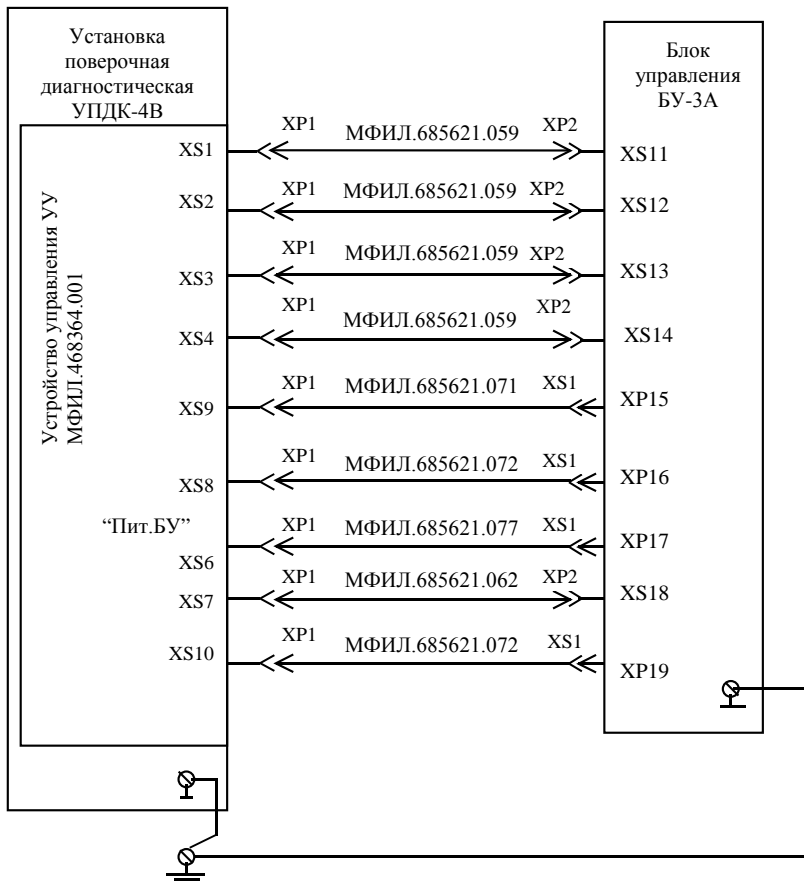 Установка
поверочная
диагностическая
УПДК-4В
Блок
управления
БУ-3А
Устройство управления УУ
МФИЛ.468364.001
XS1
XP1
МФИЛ.685621.059
XP2
XS11
XS2
XP1
МФИЛ.685621.059
XP2
XS12
XS3
XP1
МФИЛ.685621.059
XP2
XS13
XS4
XP1
МФИЛ.685621.059
XP2
XS14
XS9
XP1
МФИЛ.685621.071
XS1
XP15
XS8
XP1
МФИЛ.685621.072
XS1
XP16
“Пит.БУ”
XS6
XP1
МФИЛ.685621.077
XS1
XP17
XS7
XP1
МФИЛ.685621.062
XP2
XS18
XS10
XP1
МФИЛ.685621.072
XS1
XP19